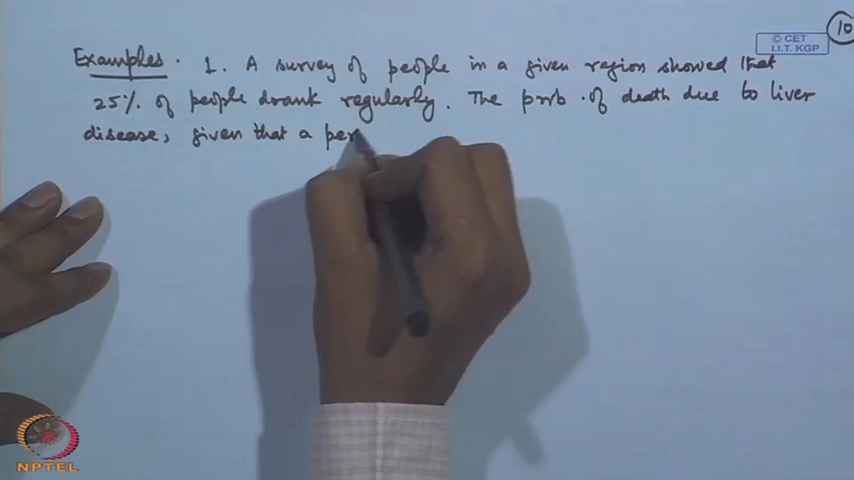 10
© CET
I.I.T. KGP
Examples. 1. A survey of people in a given region showed that
25% of people drank regularly. The prob. of death due to liver
disease, given that a per
NPTEL